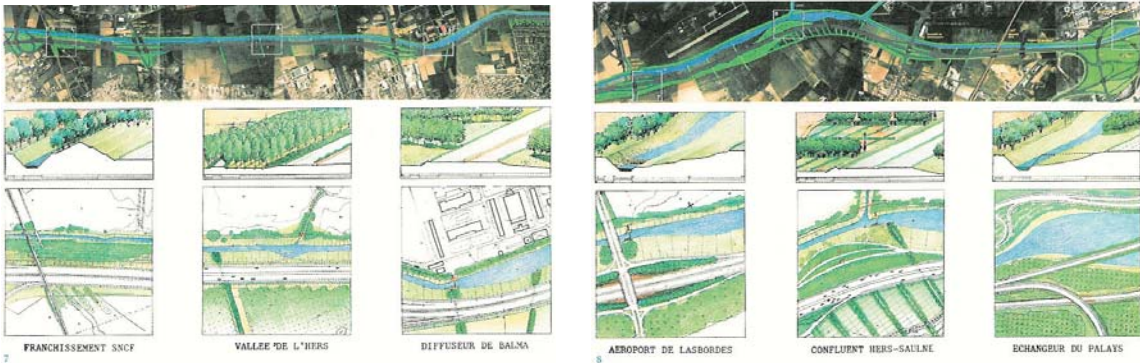 FRANCHISSEMENT SNCF
VALLEE DE L'HERS
DIFFUSEUR DE BALMA
7
AEROPORT DE LASBORDES
CONFLUENT HERS-SAULNE
ECHANGEUR DU PALAYS
8